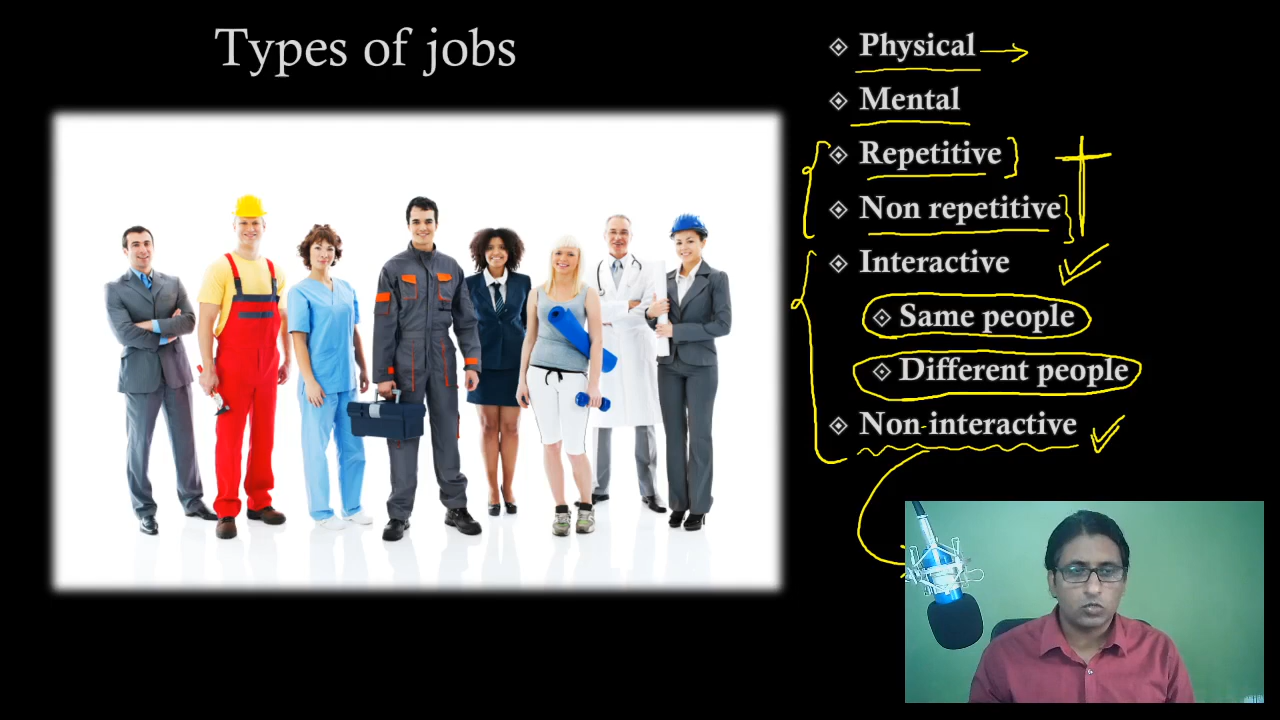 Types of jobs
Physical
Mental
Repetitive
Non repetitive
Interactive
Same people
Different people
Non-interactive